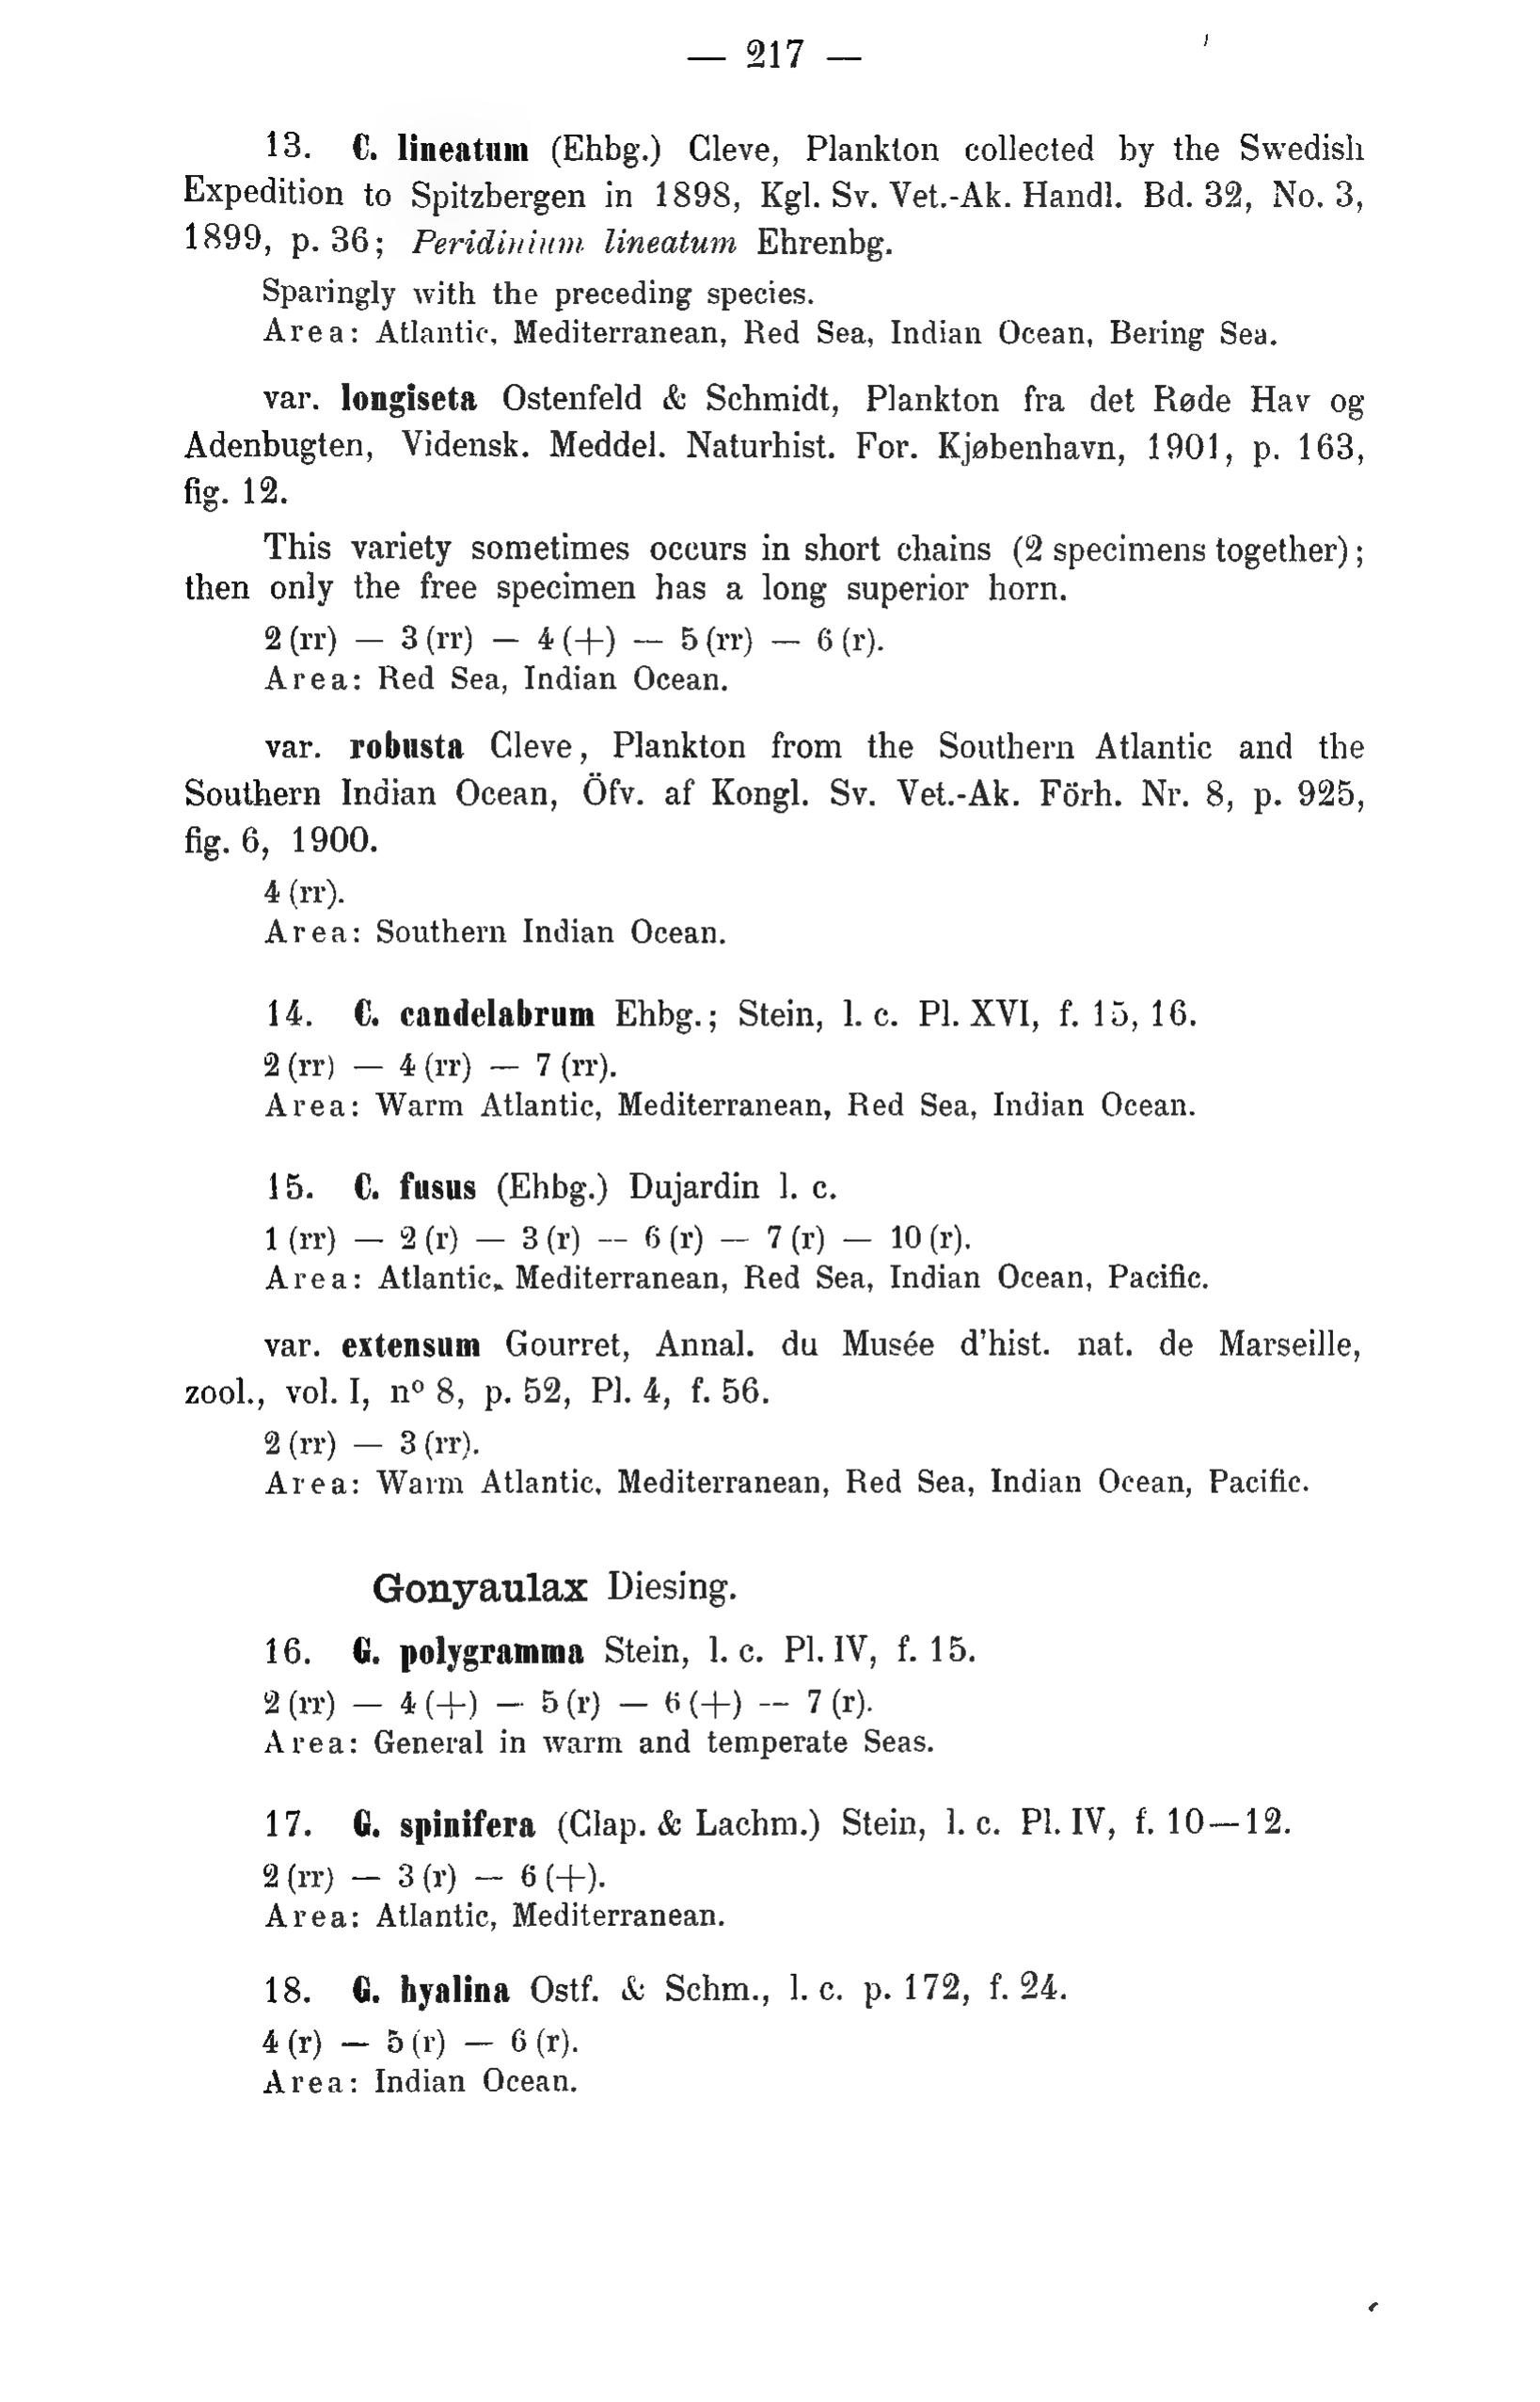 — 217 —
13. C. lineatum (Ehbg.) Cleve, Plankton collected by the Swedish
Expedition to Spitzbergen in 1898, Kgl. Sv. Vet.-Ak. Handl. Bd. 32, No. 3,
1899, p. 36; Peridinium lineatum Ehrenbg.
Sparingly with the preceding species.
Area: Atlantic, Mediterranean, Red Sea, Indian Ocean, Bering Sea.
var. longiseta Ostenfeld & Schmidt, Plankton fra det Røde Hav og
Adenbugten, Vidensk. Meddel. Naturhist. For. Kjøbenhavn, 1901, p. 163,
fig. 12.
This variety sometimes occurs in short chains (2 specimens together);
then only the free specimen has a long superior horn.
2 (rr) — 3 (rr) — 4 (+) — 5 (rr) — 6 (r).
Area: Red Sea, Indian Ocean.
var. robusta Cleve, Plankton from the Southern Atlantic and the
Southern Indian Ocean, Öfv. af Kongl. Sv. Vet.-Ak. Förh. Nr. 8, p. 925,
fig. 6, 1900.
4 (rr).
Area: Southern Indian Ocean.
14. C. candelabrum Ehbg.; Stein, l. c. Pl. XVI, f. 15, 16.
2 (rr) — 4 (rr) — 7 (rr).
Area: Warm Atlantic, Mediterranean, Red Sea, Indian Ocean.
15. C. fusus (Ehbg.) Dujardin l. c.
1 (rr) — 2 (r) — 3 (r) — 6 (r) — 7 (r) — 10 (r).
Area: Atlantic, Mediterranean, Red Sea, Indian Ocean, Pacific.
var. extensum Gourret, Annal. du Musée d'hist. nat. de Marseille,
zool., vol. I, nº 8, p. 52, Pl. 4, f. 56.
2 (rr) — 3 (rr).
Area: Warm Atlantic, Mediterranean, Red Sea, Indian Ocean, Pacific.
Gonyaulax Diesing.
16. G. polygramma Stein, l. c. Pl. IV, f. 15.
2 (rr) — 4 (+) — 5 (r) — 6 (+) — 7 (r).
Area: General in warm and temperate Seas.
17. G. spinifera (Clap. & Lachm.) Stein, l. c. Pl. IV, f. 10—12.
2 (rr) — 3 (r) — 6 (+).
Area: Atlantic, Mediterranean.
18. G. hyalina Ostf. & Schm., l. c. p. 172, f. 24.
4 (r) — 5 (r) — 6 (r).
Area: Indian Ocean.